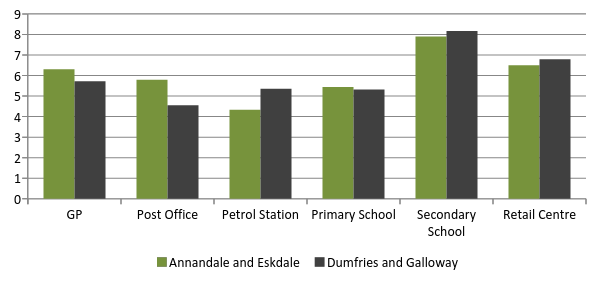 9
8
7
6
5
4
3
2
1
0
GP
Post Office
Petrol Station
Primary School
Secondary
School
Retail Centre
Annandale and Eskdale
Dumfries and Galloway